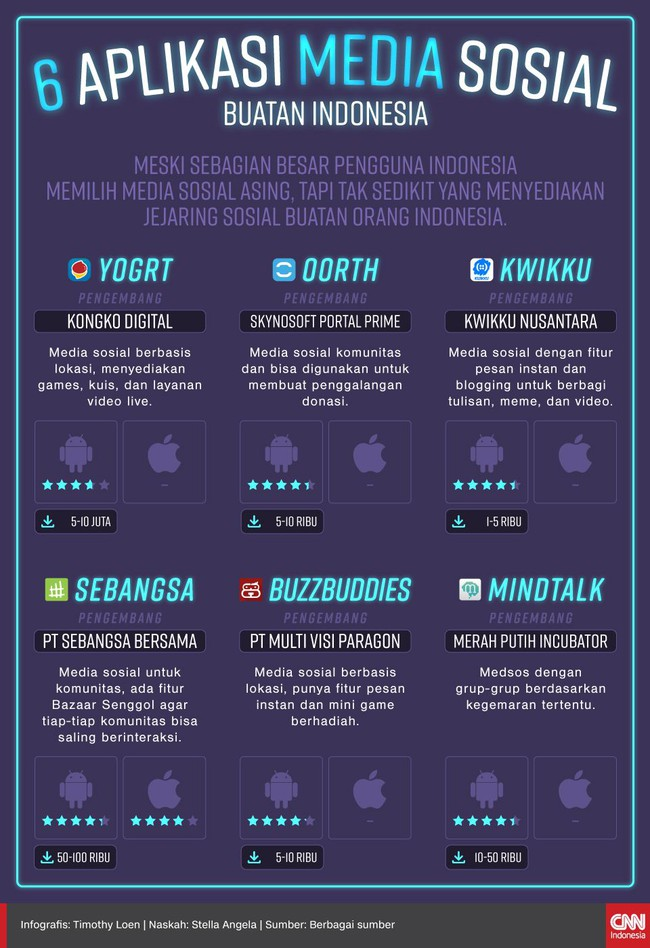 6 APLIKASI MEDIA SOSIAL
BUATAN INDONESIA
MESKI SEBAGIAN BESAR PENGGUNA INDONESIA
MEMILIH MEDIA SOSIAL ASING, TAPI TAK SEDIKIT YANG MENYEDIAKAN
JEJARING SOSIAL BUATAN ORANG INDONESIA.
YOGRT
PENGEMBANG
KONGKO DIGITAL
Media sosial berbasis
lokasi, menyediakan
games, kuis, dan layanan
video live.
–
5-10 JUTA
OORTH
PENGEMBANG
SKYNOSOFT PORTAL PRIME
Media sosial komunitas
dan bisa digunakan untuk
membuat penggalangan
donasi.
–
5-10 RIBU
KWIKKU
PENGEMBANG
KWIKKU NUSANTARA
Media sosial dengan fitur
pesan instan dan
blogging untuk berbagi
tulisan, meme, dan video.
–
1-5 RIBU
SEBANGSA
PENGEMBANG
PT SEBANGSA BERSAMA
Media sosial untuk
komunitas, ada fitur
Bazaar Senggol agar
tiap-tiap komunitas bisa
saling berinteraksi.
50-100 RIBU
BUZZBUDDIES
PENGEMBANG
PT MULTI VISI PARAGON
Media sosial berbasis
lokasi, punya fitur pesan
instan dan mini game
berhadiah.
–
5-10 RIBU
MINDTALK
PENGEMBANG
MERAH PUTIH INCUBATOR
Medsos dengan
grup-grup berdasarkan
kegemaran tertentu.
–
10-50 RIBU
Infografis: Timothy Loen | Naskah: Stella Angela | Sumber: Berbagai sumber
CNN
Indonesia